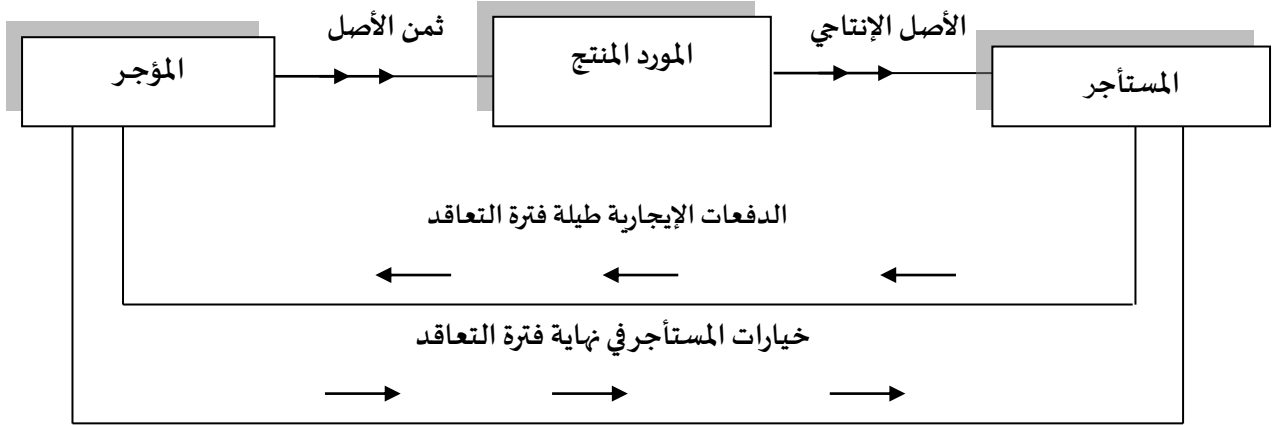 الأصل الإنتاجي
ثمن الأصل
المستأجر
المورد المنتج
المؤجر
الدفعات الإيجارية طيلة فترة التعاقد
خيارات المستأجر في نهاية فترة التعاقد